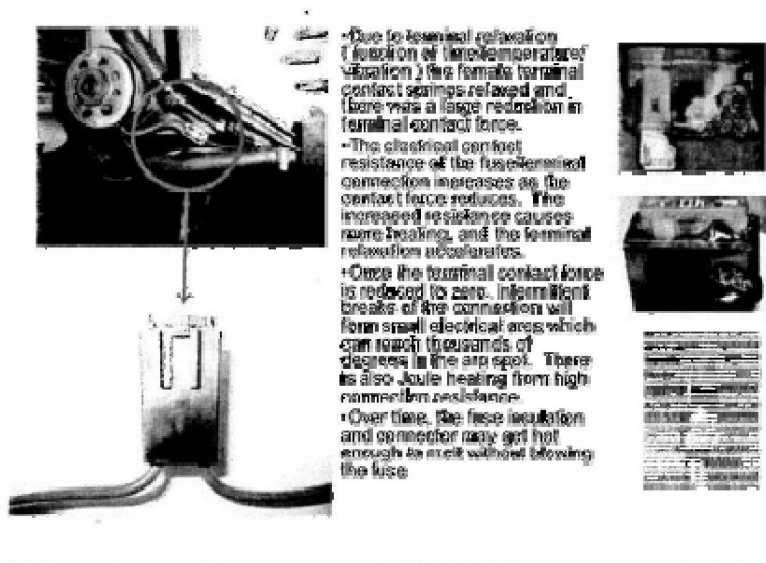 •Due to terminal relaxation
(function of time/temperature/
vibration ) the female terminal
contact springs relaxed and
there was a large reduction in
terminal contact force.
•The electrical contact
resistance of the fuse/terminal
connection increases as the
contact force reduces.  The
increased resistance causes
more heating, and the terminal
relaxation accelerates.
•Once the terminal contact force
is reduced to zero, intermittent
breaks of the connection will
form small electrical arcs which
can reach thousands of
degrees in the arc spot.  There
is also Joule heating from high
connection resistance.
•Over time, the fuse insulation
and connector may get hot
enough to melt without blowing
the fuse